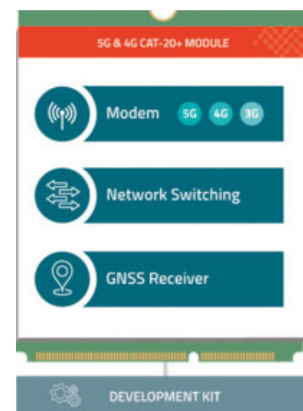 5G & 4G CAT-20+ MODULE
Modem 5G 4G 3G
Network Switching
GNSS Receiver
DEVELOPMENT KIT